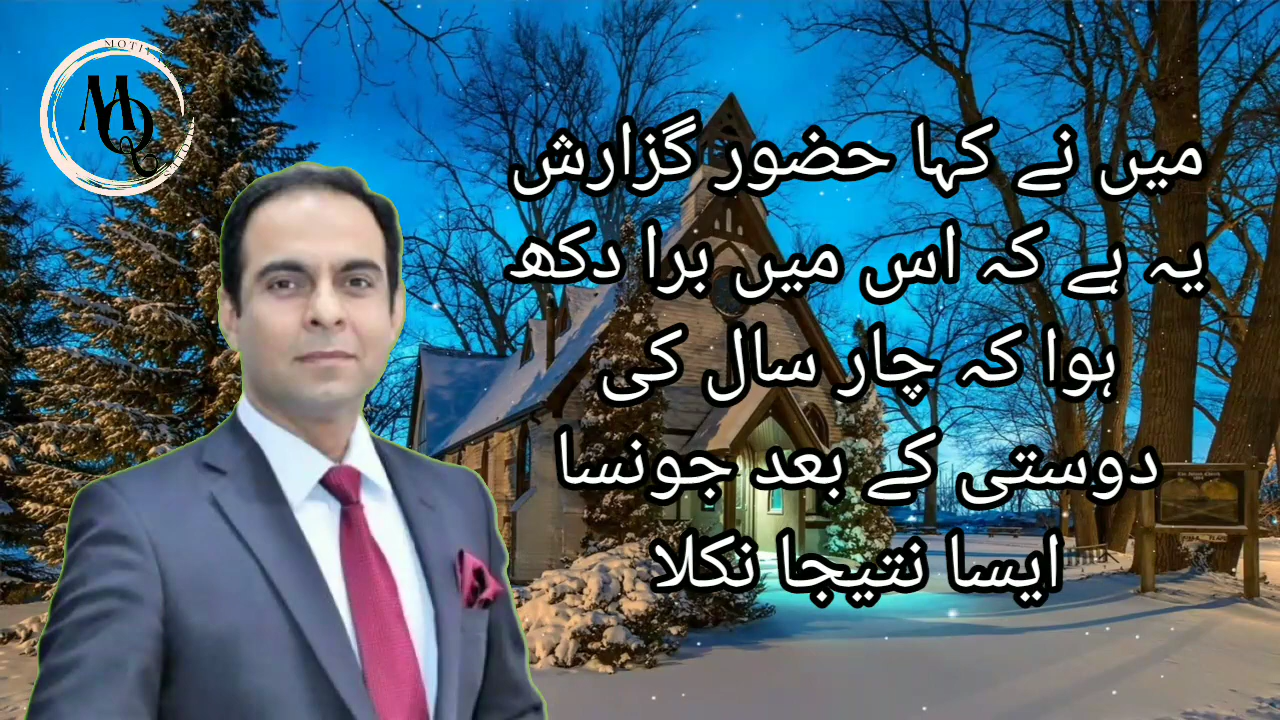 MQ
میں نے کہا حضور گزارش
یہ ہے کہ اس میں برا دکھ
ہوا کہ چار سال کی
دوستی کے بعد جونسا
ایسا نتیجا نکلا